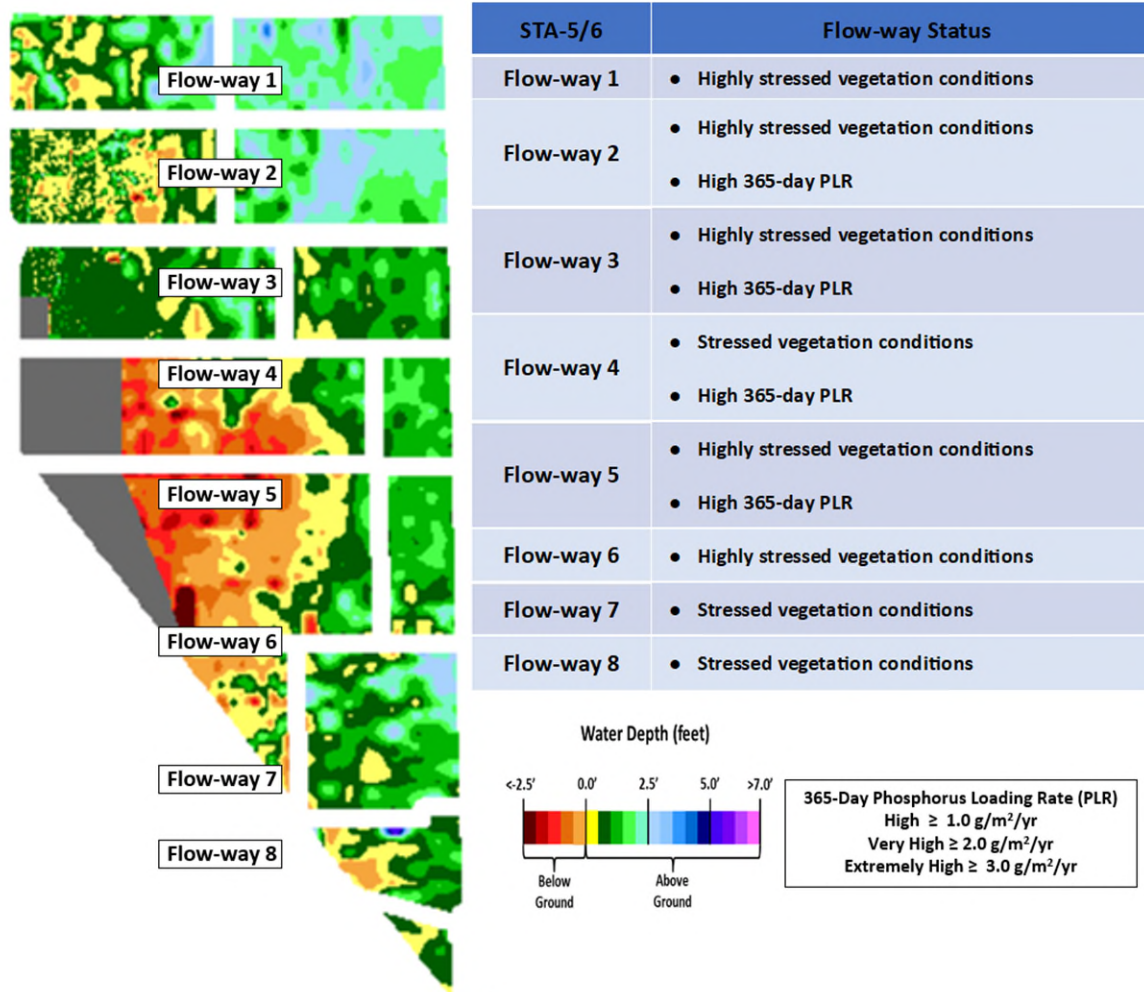 Flow-way 1
Flow-way 2
Flow-way 3
Flow-way 4
Flow-way 5
Flow-way 6
Flow-way 7
Flow-way 8
STA-5/6 Flow-way Status
Flow-way 1 ● Highly stressed vegetation conditions
Flow-way 2 ● Highly stressed vegetation conditions
● High 365-day PLR
Flow-way 3 ● Highly stressed vegetation conditions
● High 365-day PLR
Flow-way 4 ● Stressed vegetation conditions
● High 365-day PLR
Flow-way 5 ● Highly stressed vegetation conditions
● High 365-day PLR
Flow-way 6 ● Highly stressed vegetation conditions
Flow-way 7 ● Stressed vegetation conditions
Flow-way 8 ● Stressed vegetation conditions
Water Depth (feet)
<-2.5' 0.0' 2.5' 5.0' >7.0'
Below Ground
Above Ground
365-Day Phosphorus Loading Rate (PLR)
High ≥ 1.0 g/m²/yr
Very High ≥ 2.0 g/m²/yr
Extremely High ≥ 3.0 g/m²/yr